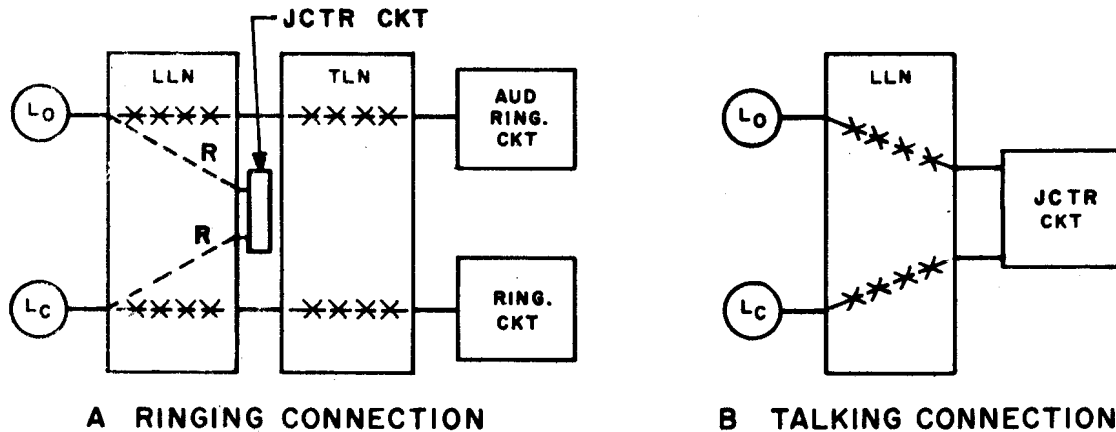 JCTR CKT
LLN
TLN
LO
AUD
RING.
CKT
R
R
LC
RING.
CKT
A RINGING CONNECTION
LLN
LO
JCTR
CKT
LC
B TALKING CONNECTION